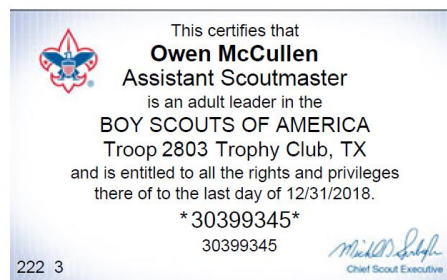 This certifies that
Owen McCullen
Assistant Scoutmaster
is an adult leader in the
BOY SCOUTS OF AMERICA
Troop 2803 Trophy Club, TX
and is entitled to all the rights and privileges
there of to the last day of 12/31/2018.
*30399345*
30399345
222 3
Chief Scout Executive